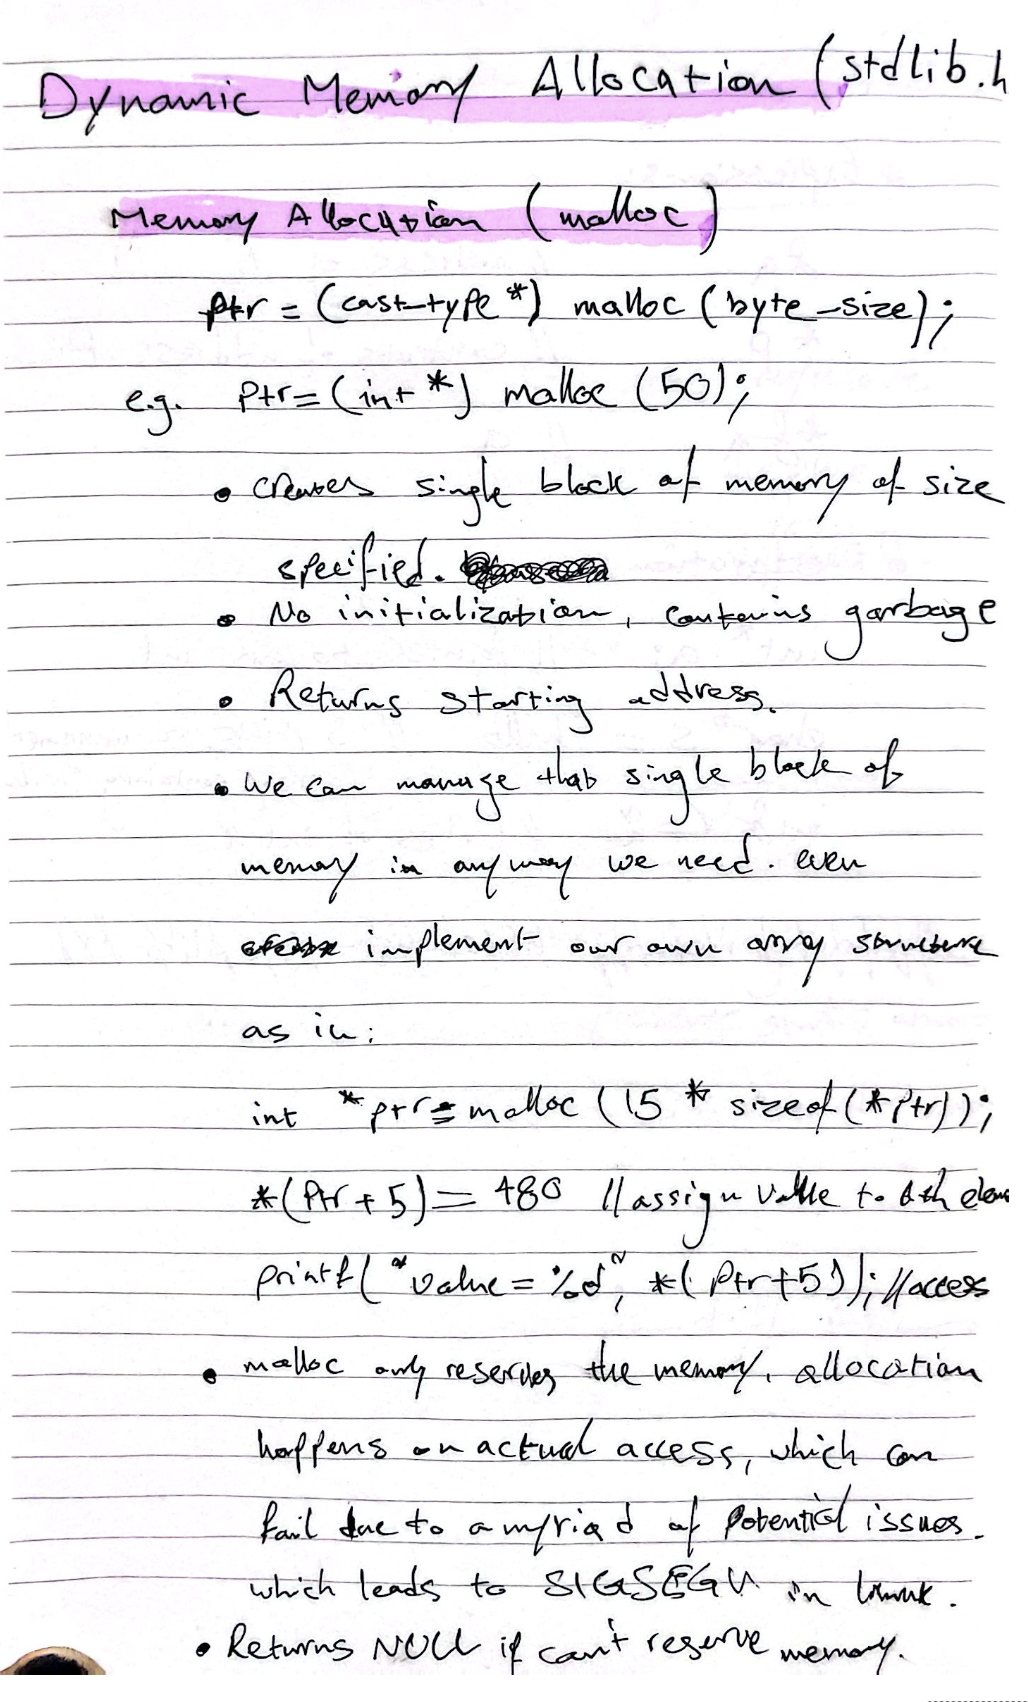 Dynamic Memory Allocation (stdlib.h
Memory Allocation (malloc)
ptr = (cast-type*) malloc (byte-size);
e.g. ptr = (int *) malloc (50);
• Creates single block of memory of size
specified.
• No initialization, contains garbage
• Returns starting address.
• We can manage that single block of
memory in any way we need. even
implement our own array structure
as in:
int *ptr = malloc (15 * sizeof(*ptr));
*(ptr + 5) = 480 // assign value to 6th elem
printf("value = %d", *(ptr+5)); //access
• malloc only reserves the memory. allocation
happens on actual access, which can
fail due to a myriad of potential issues.
which leads to SIGSEGV in linux.
• Returns NULL if can't reserve memory.